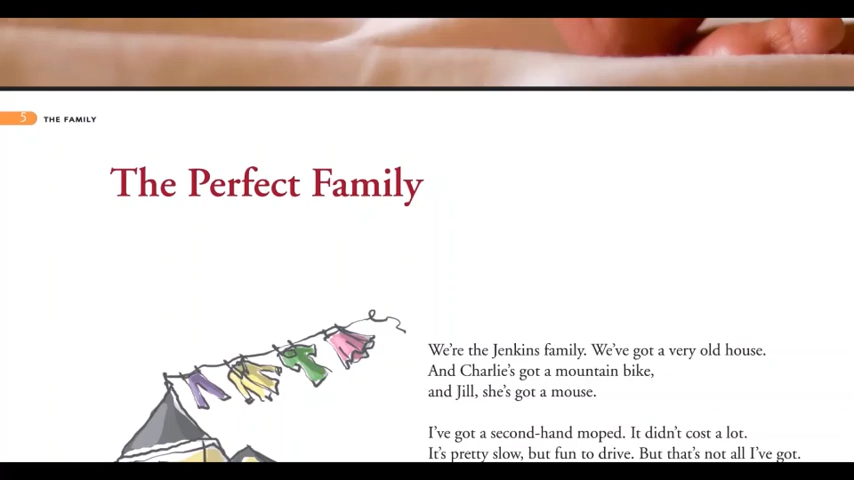 5 THE FAMILY
The Perfect Family
We're the Jenkins family. We've got a very old house.
And Charlie's got a mountain bike,
and Jill, she's got a mouse.
I've got a second-hand moped. It didn't cost a lot.
It's pretty slow, but fun to drive. But that's not all I've got.